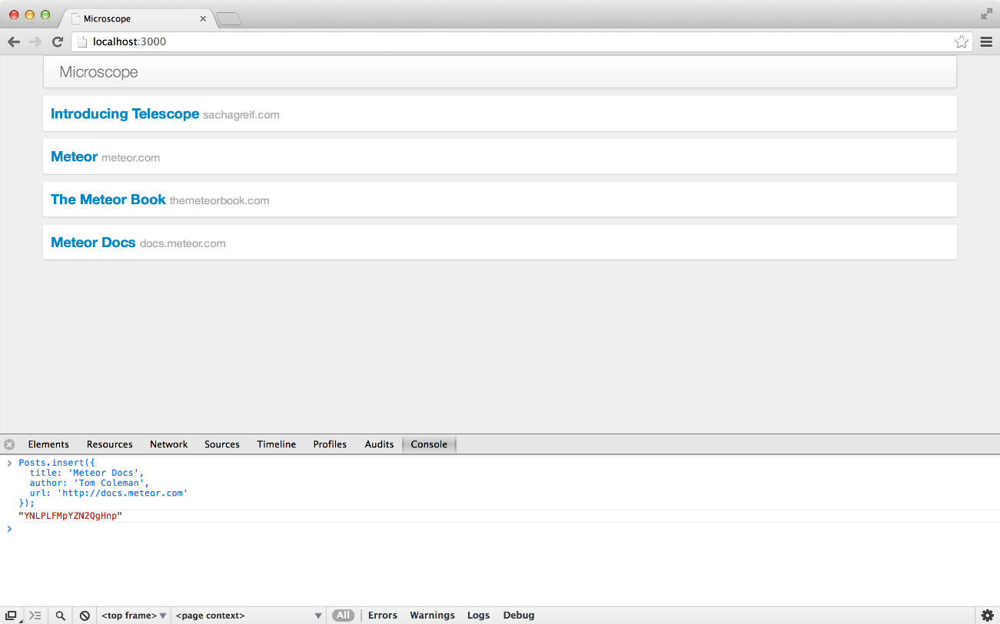 Microscope
localhost:3000
Microscope
Introducing Telescope sachagreif.com
Meteor meteor.com
The Meteor Book themeteorbook.com
Meteor Docs docs.meteor.com
Elements Resources Network Sources Timeline Profiles Audits Console
Posts.insert({
title: 'Meteor Docs',
author: 'Tom Coleman',
url: 'http://docs.meteor.com'
});
"YNLPLFMpYZN2QgHnp"
<top frame> <page context> All Errors Warnings Logs Debug